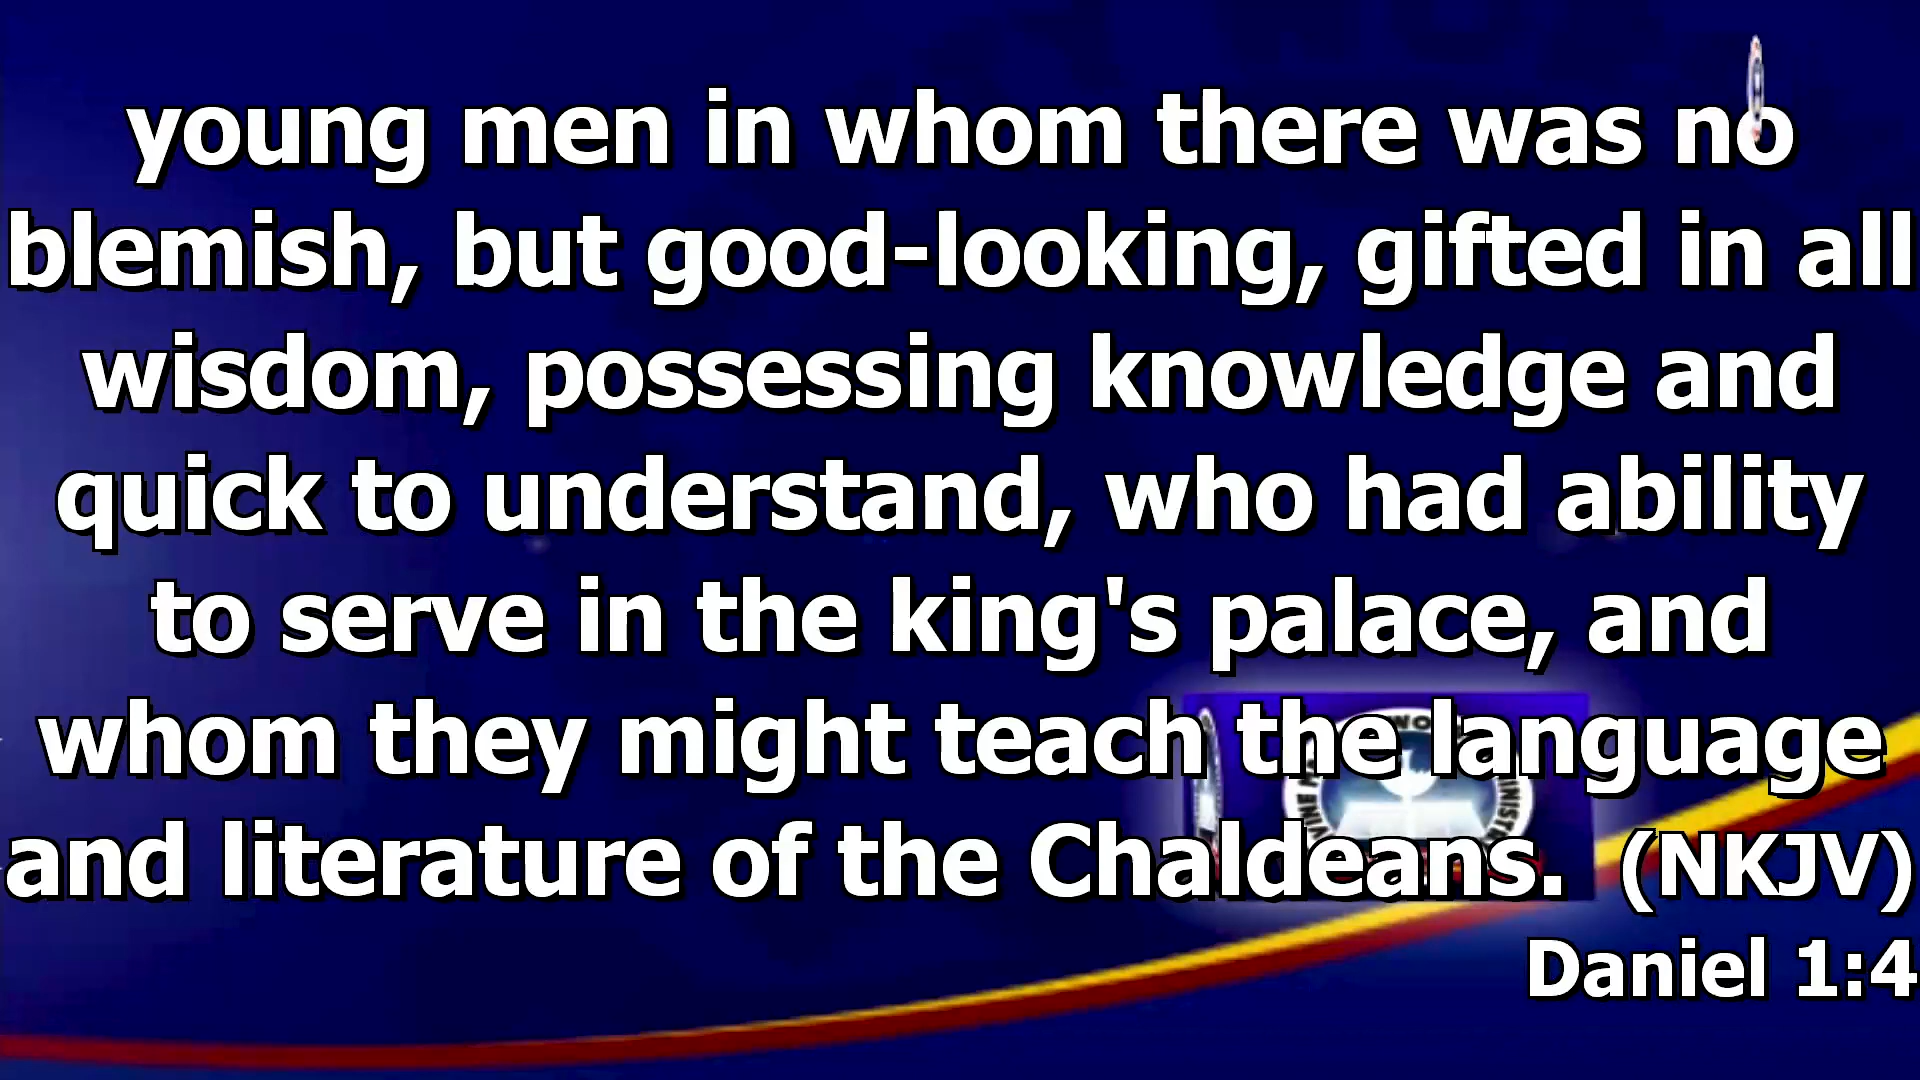 young men in whom there was no
blemish, but good-looking, gifted in all
wisdom, possessing knowledge and
quick to understand, who had ability
to serve in the king's palace, and
whom they might teach the language
and literature of the Chaldeans. (NKJV)
Daniel 1:4